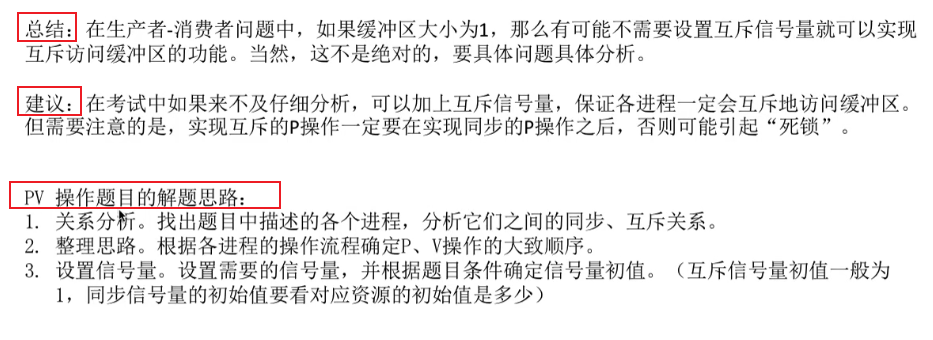 总结：在生产者-消费者问题中，如果缓冲区大小为1，那么有可能不需要设置互斥信号量就可以实现
互斥访问缓冲区的功能。当然，这不是绝对的，要具体问题具体分析。
建议：在考试中如果来不及仔细分析，可以加上互斥信号量，保证各进程一定会互斥地访问缓冲区。
但需要注意的是，实现互斥的P操作一定要在实现同步的P操作之后，否则可能引起“死锁”。
PV 操作题目的解题思路：
1. 关系分析。找出题目中描述的各个进程，分析它们之间的同步、互斥关系。
2. 整理思路。根据各进程的操作流程确定P、V操作的大致顺序。
3. 设置信号量。设置需要的信号量，并根据题目条件确定信号量初值。（互斥信号量初值一般为
1，同步信号量的初始值要看对应资源的初始值是多少）